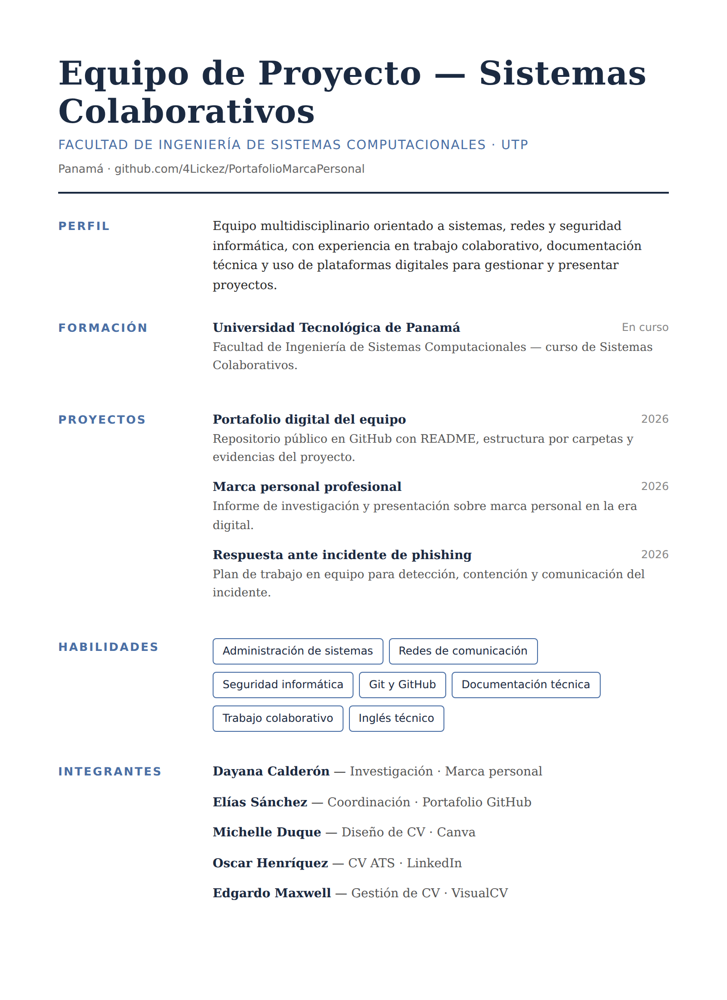 Equipo de Proyecto — Sistemas
Colaborativos
FACULTAD DE INGENIERÍA DE SISTEMAS COMPUTACIONALES · UTP
Panamá · github.com/4Lickez/PortafolioMarcaPersonal
PERFIL
Equipo multidisciplinario orientado a sistemas, redes y seguridad
informática, con experiencia en trabajo colaborativo, documentación
técnica y uso de plataformas digitales para gestionar y presentar
proyectos.
FORMACIÓN
Universidad Tecnológica de Panamá En curso
Facultad de Ingeniería de Sistemas Computacionales — curso de Sistemas
Colaborativos.
PROYECTOS
Portafolio digital del equipo 2026
Repositorio público en GitHub con README, estructura por carpetas y
evidencias del proyecto.
Marca personal profesional 2026
Informe de investigación y presentación sobre marca personal en la era
digital.
Respuesta ante incidente de phishing 2026
Plan de trabajo en equipo para detección, contención y comunicación del
incidente.
HABILIDADES
Administración de sistemas Redes de comunicación
Seguridad informática Git y GitHub Documentación técnica
Trabajo colaborativo Inglés técnico
INTEGRANTES
Dayana Calderón — Investigación · Marca personal
Elías Sánchez — Coordinación · Portafolio GitHub
Michelle Duque — Diseño de CV · Canva
Oscar Henríquez — CV ATS · LinkedIn
Edgardo Maxwell — Gestión de CV · VisualCV